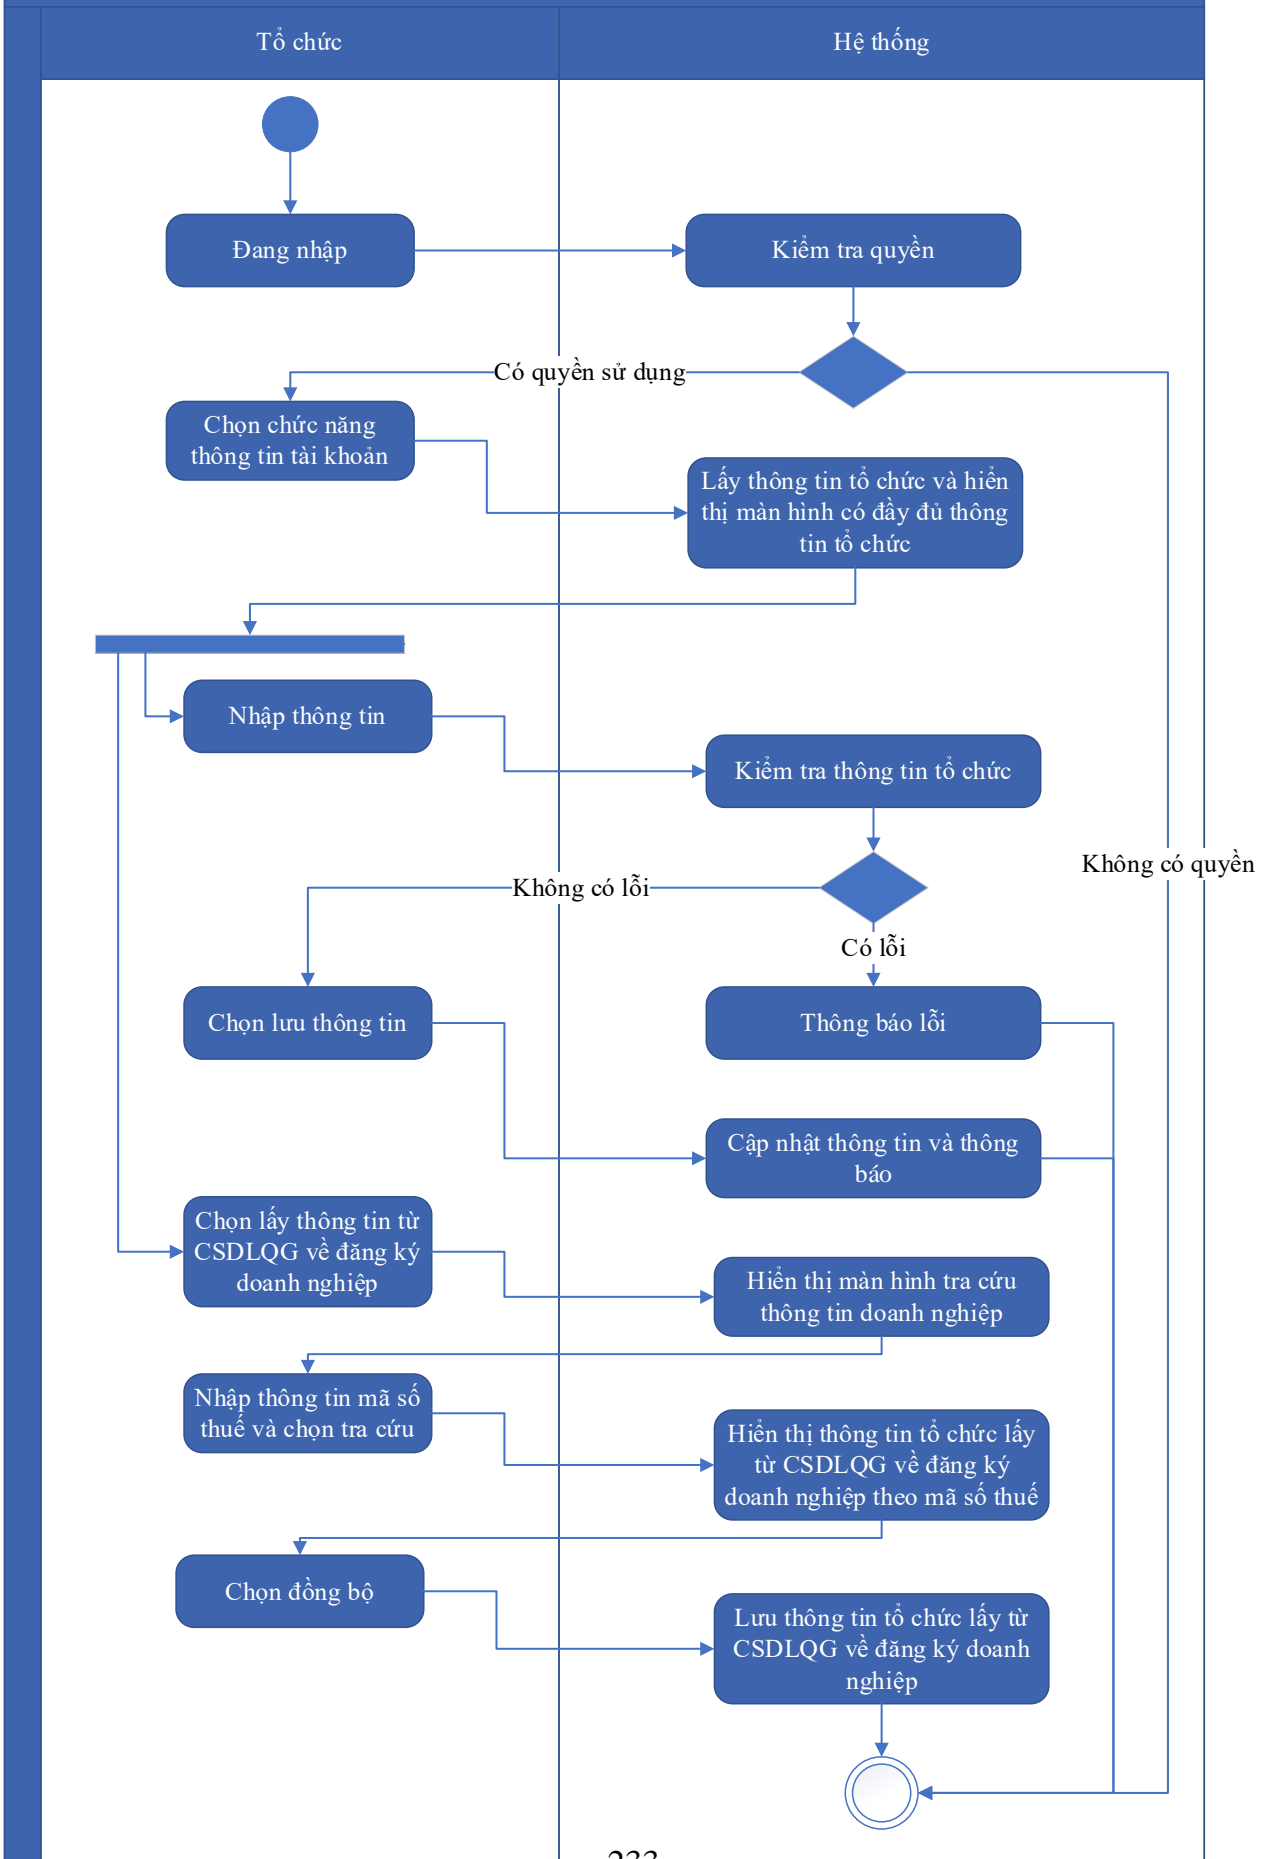 Tổ chức
Hệ thống
Đang nhập
Kiểm tra quyền
Có quyền sử dụng
Chọn chức năng
thông tin tài khoản
Lấy thông tin tổ chức và hiển
thị màn hình có đầy đủ thông
tin tổ chức
Nhập thông tin
Kiểm tra thông tin tổ chức
Không có quyền
Không có lỗi
Có lỗi
Chọn lưu thông tin
Thông báo lỗi
Cập nhật thông tin và thông
báo
Chọn lấy thông tin từ
CSDLQG về đăng ký
doanh nghiệp
Hiển thị màn hình tra cứu
thông tin doanh nghiệp
Nhập thông tin mã số
thuế và chọn tra cứu
Hiển thị thông tin tổ chức lấy
từ CSDLQG về đăng ký
doanh nghiệp theo mã số thuế
Chọn đồng bộ
Lưu thông tin tổ chức lấy từ
CSDLQG về đăng ký doanh
nghiệp